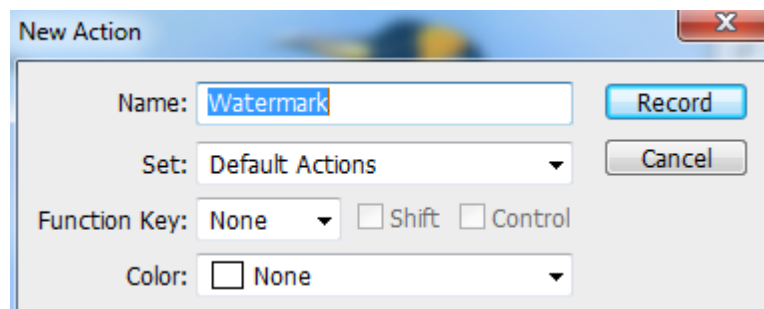 New Action
Name: Watermark Record
Set: Default Actions Cancel
Function Key: None Shift Control
Color: None